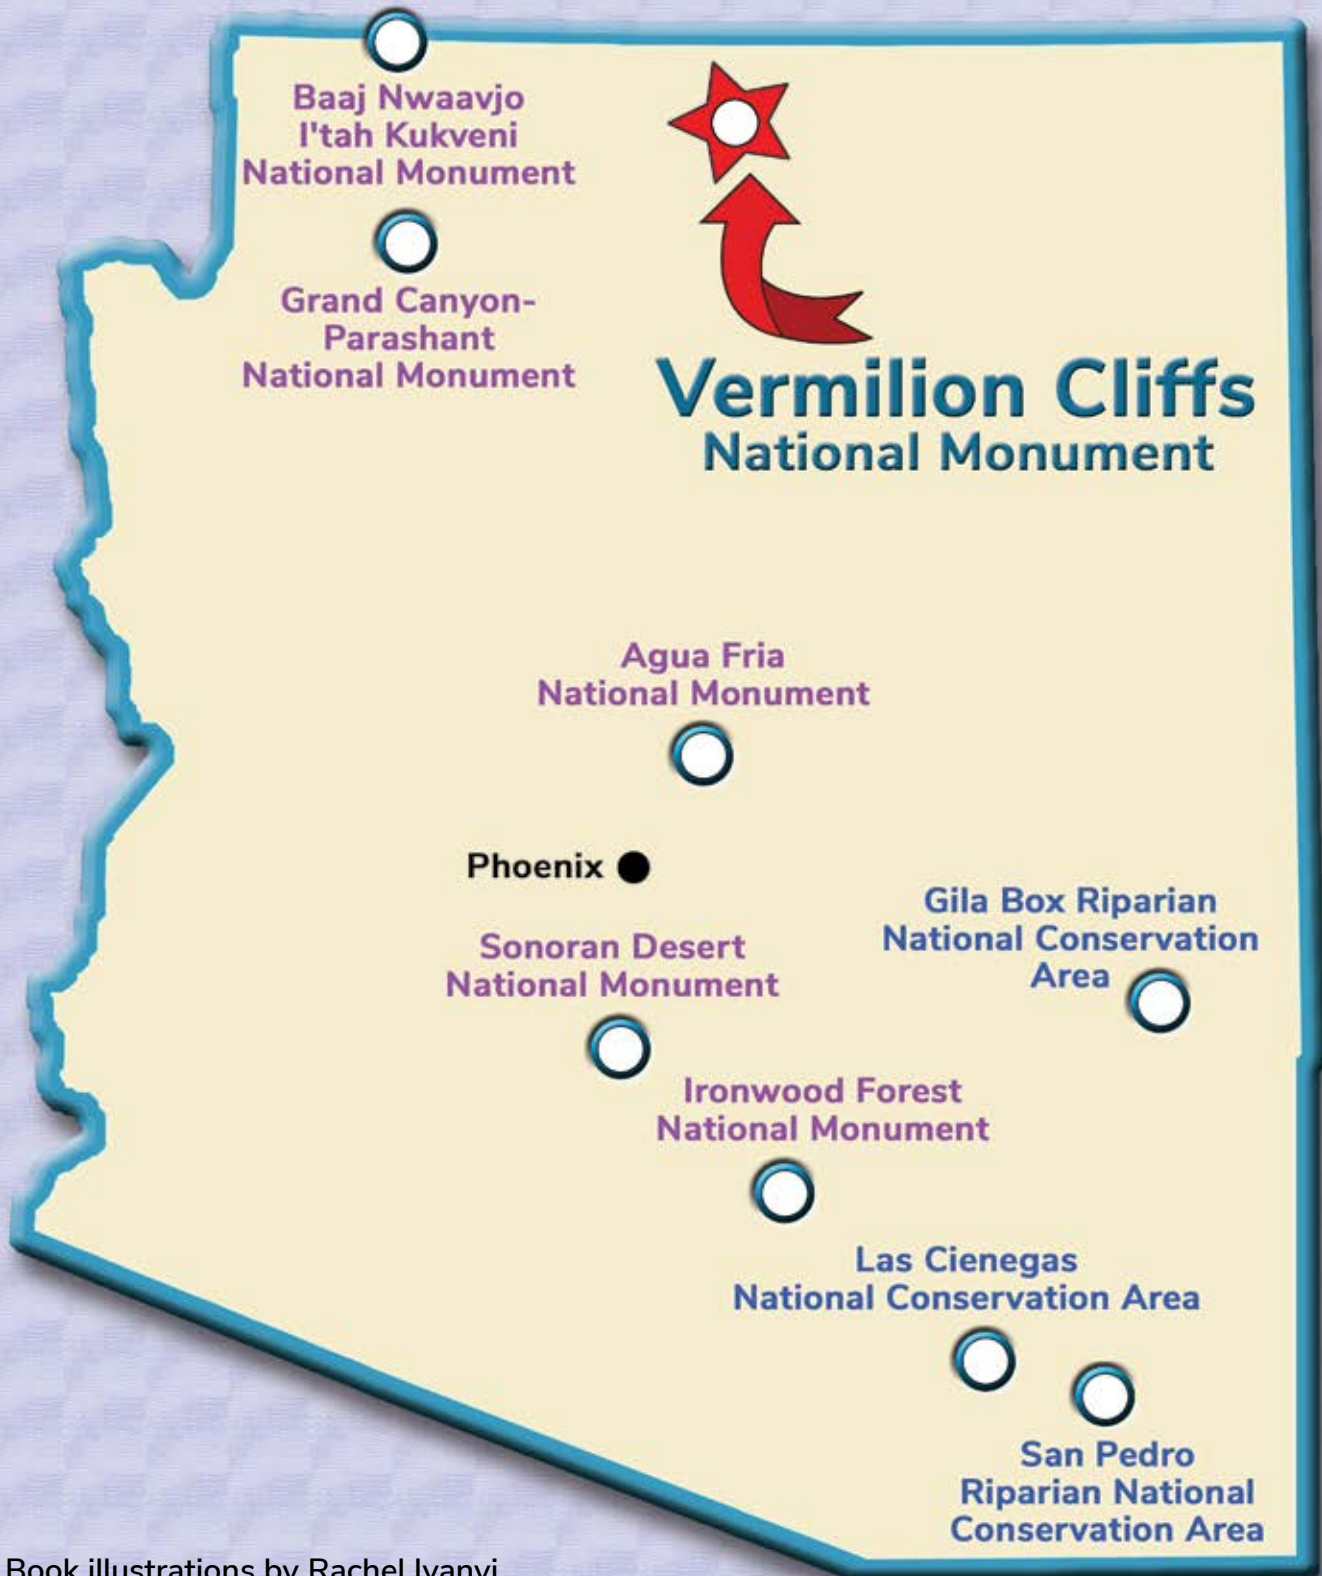 Baaj Nwaavjo
I'tah Kukveni
National Monument
Grand Canyon-
Parashant
National Monument
Vermilion Cliffs
National Monument
Agua Fria
National Monument
Phoenix
Sonoran Desert
National Monument
Gila Box Riparian
National Conservation
Area
Ironwood Forest
National Monument
Las Cienegas
National Conservation Area
San Pedro
Riparian National
Conservation Area
Book illustrations by Rachel Ivanyi